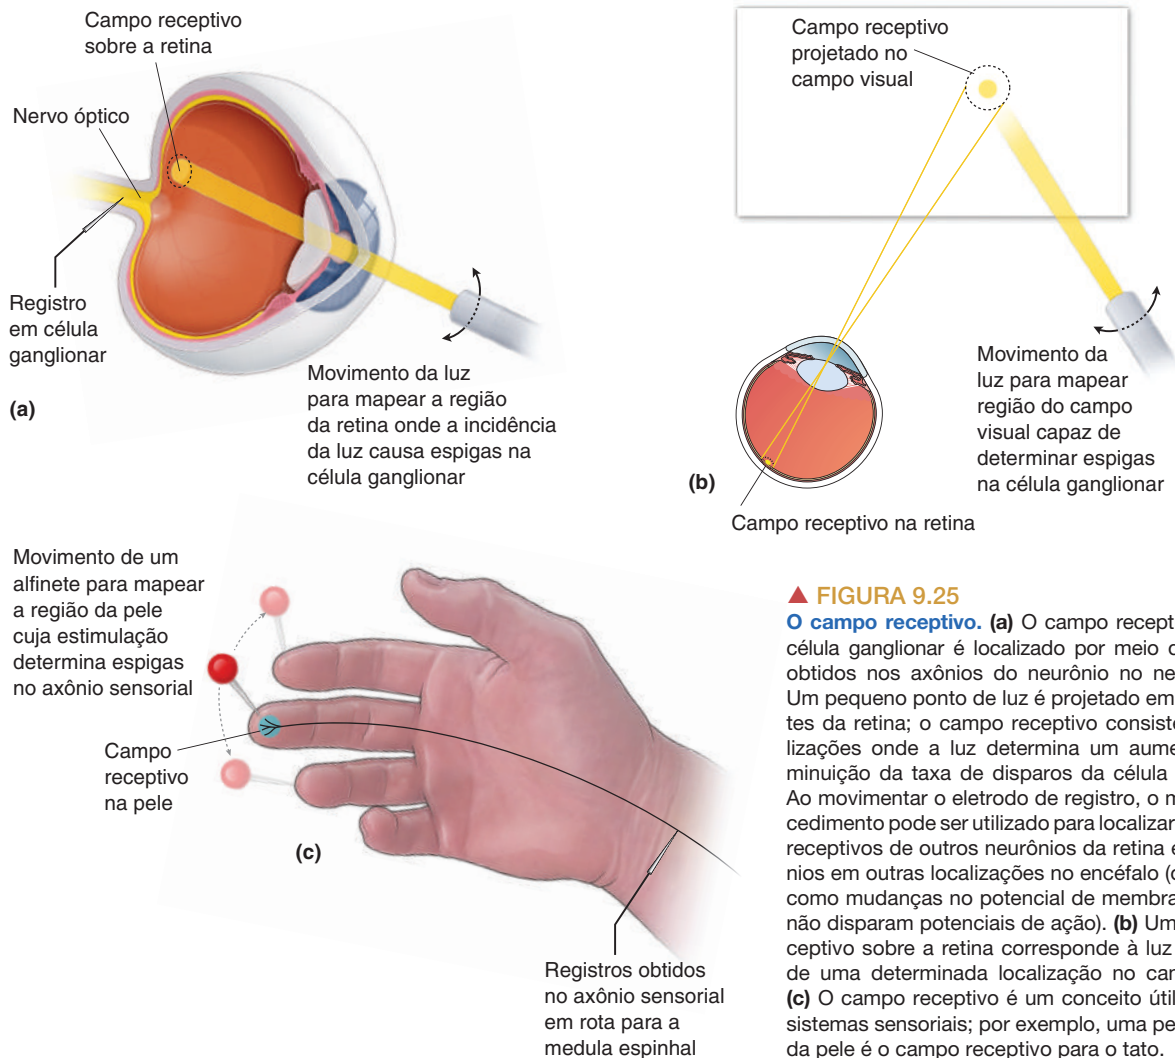 Campo receptivo
sobre a retina
Nervo óptico
Registro
em célula
ganglionar
(a)
Movimento da luz
para mapear a região
da retina onde a incidência
da luz causa espigas na
célula ganglionar
Campo receptivo
projetado no
campo visual
Movimento da
luz para mapear
região do campo
visual capaz de
determinar espigas
na célula ganglionar
(b)
Campo receptivo na retina
Movimento de um
alfinete para mapear
a região da pele
cuja estimulação
determina espigas
no axônio sensorial
Campo
receptivo
na pele
(c)
Registros obtidos
no axônio sensorial
em rota para a
medula espinhal
▲ FIGURA 9.25
O campo receptivo. (a) O campo recept
célula ganglionar é localizado por meio
obtidos nos axônios do neurônio no
Um pequeno ponto de luz é projetado em
tes da retina; o campo receptivo consiste
lizações onde a luz determina um
minuição da taxa de disparos da célula
Ao movimentar o eletrodo de registro, o
cedimento pode ser utilizado para localizar
receptivos de outros neurônios da retina
nios em outras localizações no encéfalo
como mudanças no potencial de
não disparam potenciais de ação). (b) Um
ceptivo sobre a retina corresponde à luz
de uma determinada localização no
(c) O campo receptivo é um conceito útil
sistemas sensoriais; por exemplo, uma
da pele é o campo receptivo para o tato.